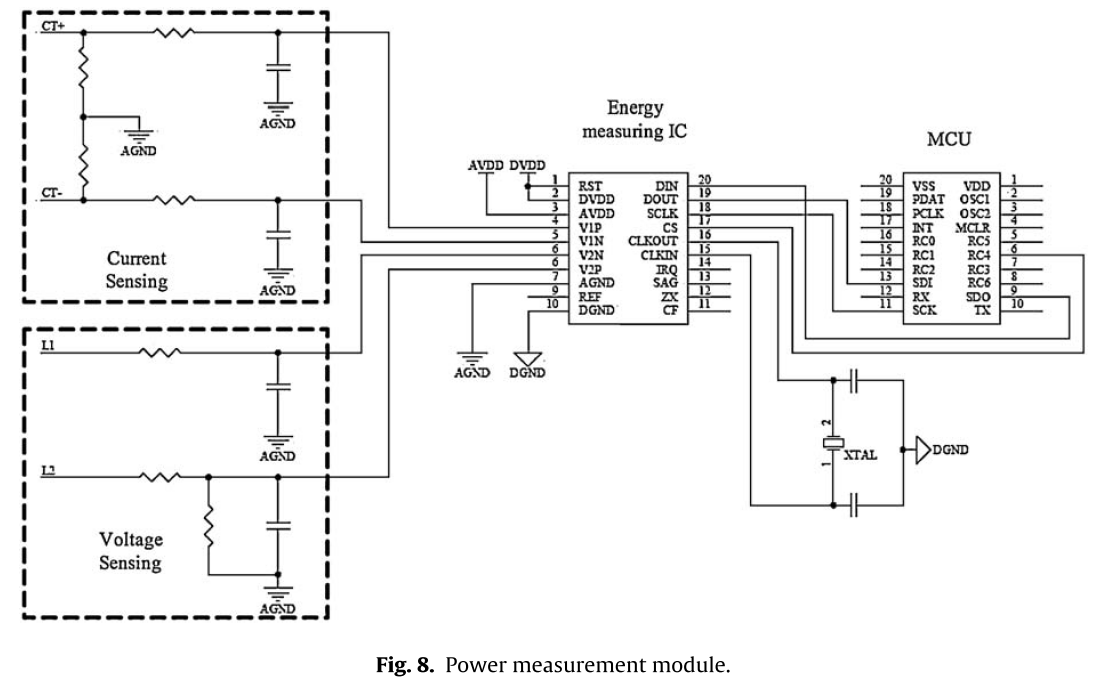 CT+
AGND
AGND
CT-
AGND
Current
Sensing
L1
AGND
L2
AGND
Voltage
Sensing
Energy
measuring IC
AVDD DVDD
1 RST DIN 20
2 DVDD DOUT 19
3 AVDD SCLK 18
4 V1P CS 17
5 V1N CLKOUT 16
6 V2N CLKIN 15
6 V2P IRQ 14
7 AGND SAG 13
9 REF ZX 12
10 DGND CF 11
AGND DGND
MCU
20 VSS VDD 1
19 PDAT OSC1 2
18 PCLK OSC2 3
17 INT MCLR 4
16 RC0 RC5 5
15 RC1 RC4 6
14 RC2 RC3 7
13 SDI RC6 8
12 RX SDO 9
11 SCK TX 10
2
1 XTAL
DGND
Fig. 8. Power measurement module.